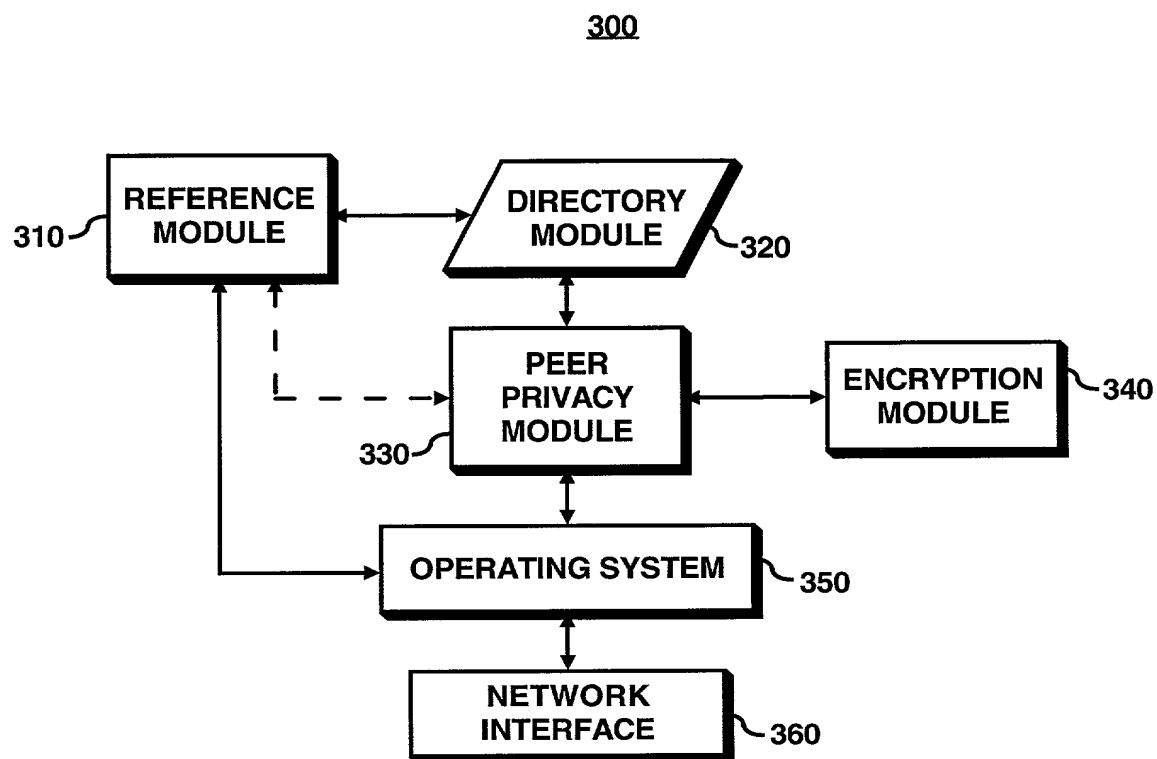 300
REFERENCE
MODULE
310
DIRECTORY
MODULE
320
PEER
PRIVACY
MODULE
330
ENCRYPTION
MODULE
340
OPERATING SYSTEM
350
NETWORK
INTERFACE
360